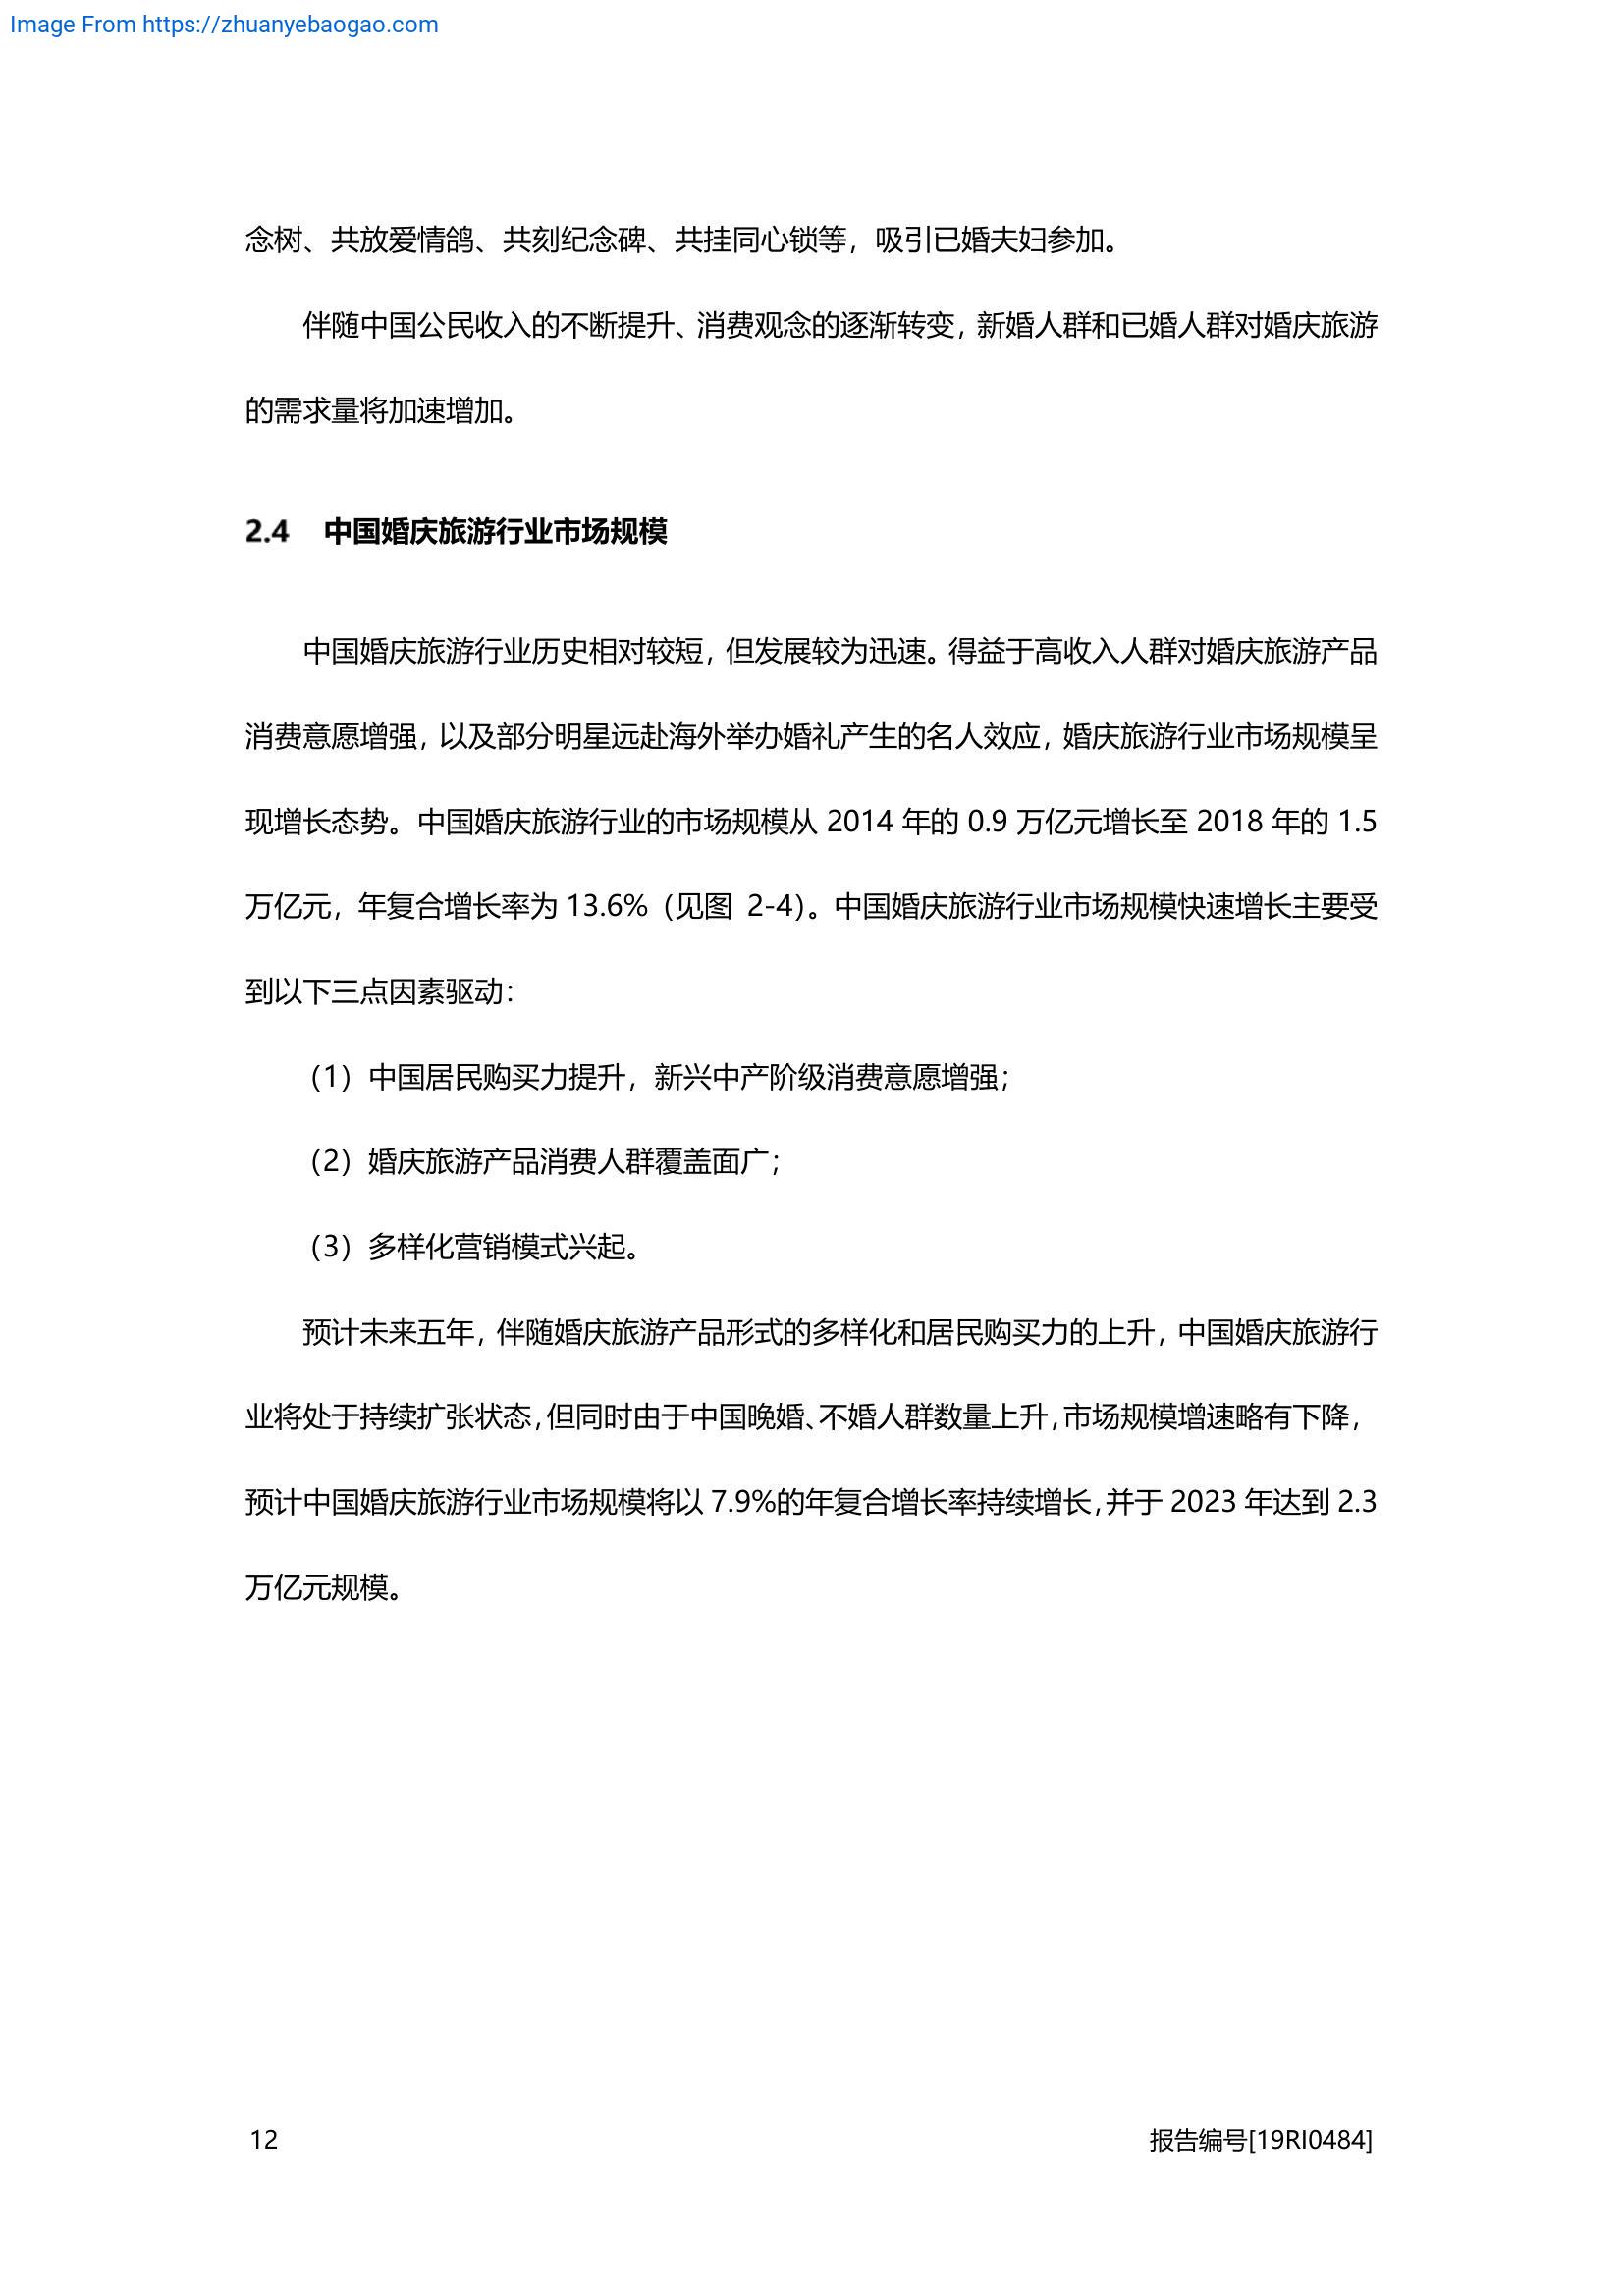 Image From https://zhuanyebaogao.com
念树、共放爱情鸽、共刻纪念碑、共挂同心锁等，吸引已婚夫妇参加。
伴随中国公民收入的不断提升、消费观念的逐渐转变，新婚人群和已婚人群对婚庆旅游
的需求量将加速增加。
2.4 中国婚庆旅游行业市场规模
中国婚庆旅游行业历史相对较短，但发展较为迅速。得益于高收入人群对婚庆旅游产品
消费意愿增强，以及部分明星远赴海外举办婚礼产生的名人效应，婚庆旅游行业市场规模呈
现增长态势。中国婚庆旅游行业的市场规模从 2014 年的 0.9 万亿元增长至 2018 年的 1.5
万亿元，年复合增长率为 13.6%（见图 2-4）。中国婚庆旅游行业市场规模快速增长主要受
到以下三点因素驱动：
（1）中国居民购买力提升，新兴中产阶级消费意愿增强；
（2）婚庆旅游产品消费人群覆盖面广；
（3）多样化营销模式兴起。
预计未来五年，伴随婚庆旅游产品形式的多样化和居民购买力的上升，中国婚庆旅游行
业将处于持续扩张状态，但同时由于中国晚婚、不婚人群数量上升，市场规模增速略有下降，
预计中国婚庆旅游行业市场规模将以 7.9%的年复合增长率持续增长，并于 2023 年达到 2.3
万亿元规模。
12 报告编号[19RI0484]